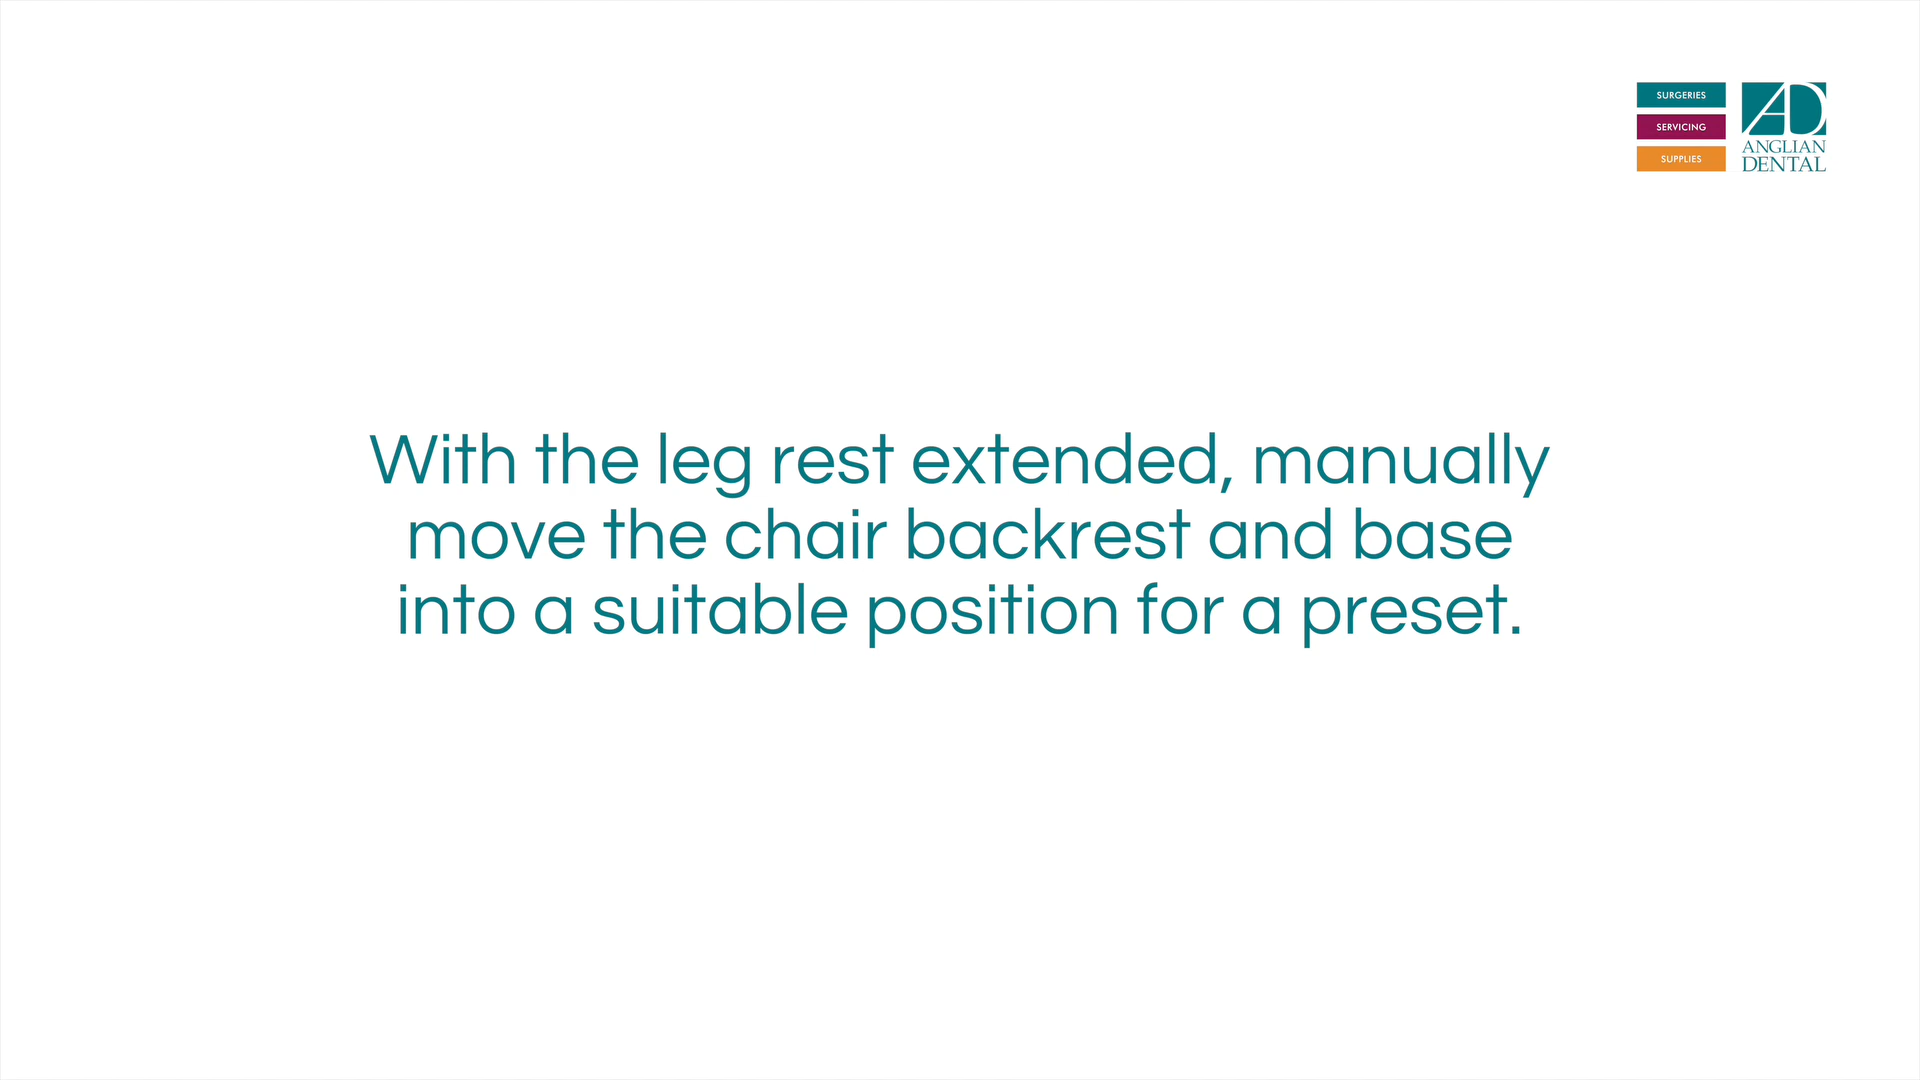 SURGERIES
SERVICING
SUPPLIES
AD
ANGLIAN
DENTAL
With the leg rest extended, manually
move the chair backrest and base
into a suitable position for a preset.